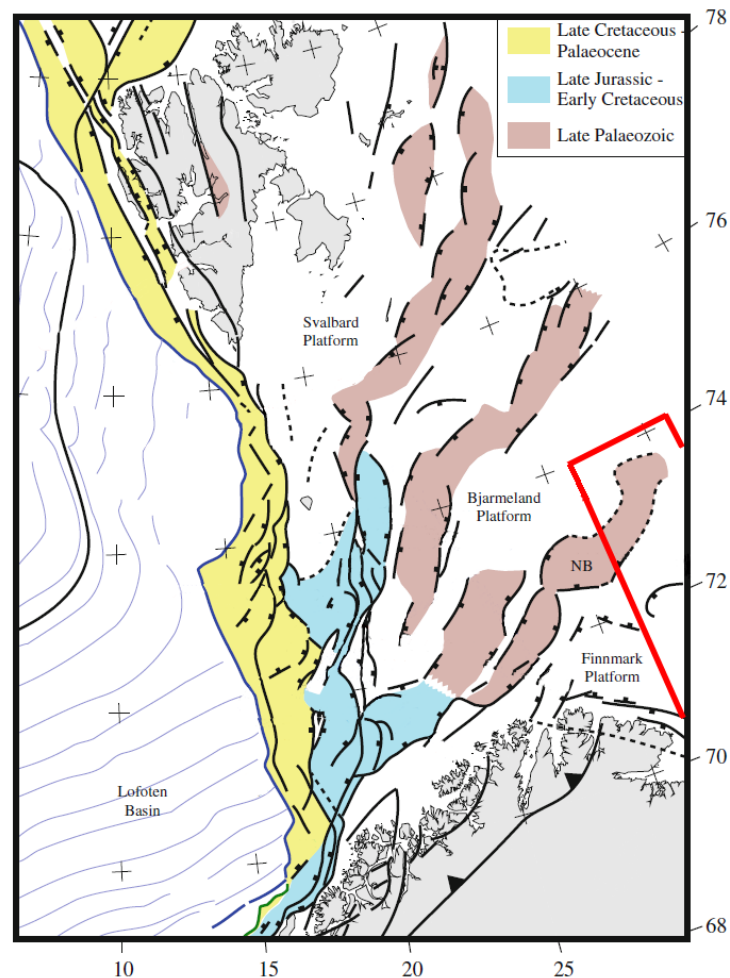 78
Late Cretaceous
Palaeocene
Late Jurassic -
Early Cretaceous
Late Palaeozoic
76
Svalbard
Platform
74
Bjarmeland
Platform
NB
72
Finnmark
Platform
70
Lofoten
Basin
68
10
15
20
25